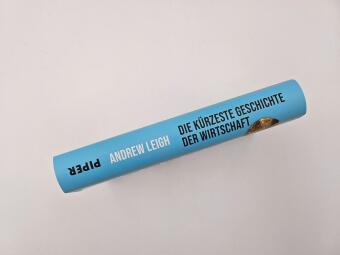 PIPER
ANDREW LEIGH
DIE KÜRZESTE GESCHICHTE
DER WIRTSCHAFT